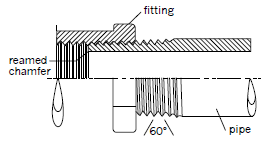 fitting
reamed
chamfer
60°
pipe